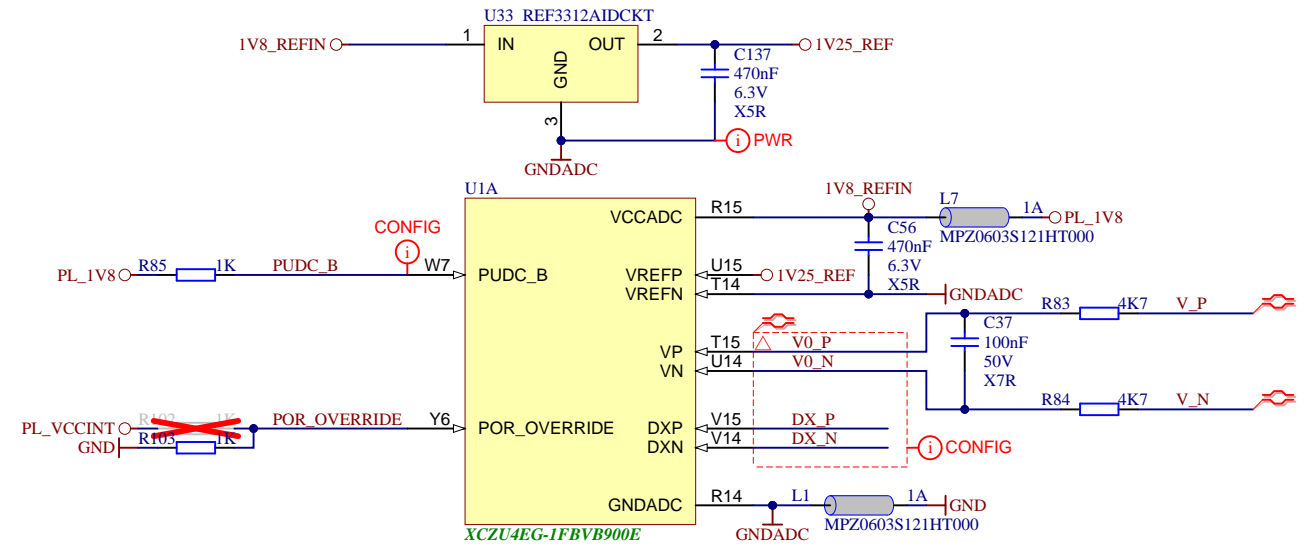 U33 REF3312AIDCKT
1V8_REFIN 1 IN OUT 2 1V25_REF
GND
3
C137
470nF
6.3V
X5R
i PWR
GNDADC
U1A
1V8_REFIN
L7
1A
PL_1V8
MPZ0603S121HT000
VCCADC R15
C56
470nF
6.3V
X5R
CONFIG
i
PL_1V8 R85 1K PUDC_B W7 PUDC_B
VREFP U15 1V25_REF
VREFN T14 GNDADC
R83 4K7 V_P
C37
100nF
50V
X7R
VP T15 V0_P
VN U14 V0_N
R84 4K7 V_N
R102 1K
PL_VCCINT
POR_OVERRIDE Y6 POR_OVERRIDE
GND R103 1K
DXP V15 DX_P
DXN V14 DX_N
i CONFIG
GNDADC R14 L1 1A GND
MPZ0603S121HT000
GNDADC
XCZU4EG-1FBVB900E